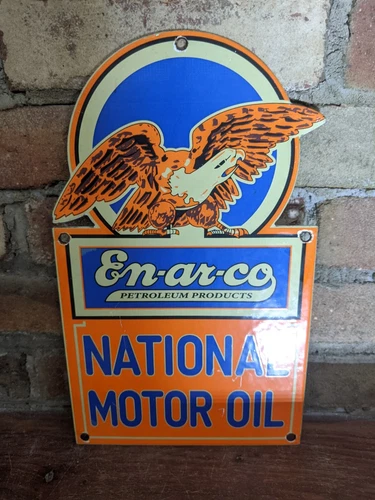 En-ar-co
PETROLEUM PRODUCTS
NATIONAL
MOTOR OIL